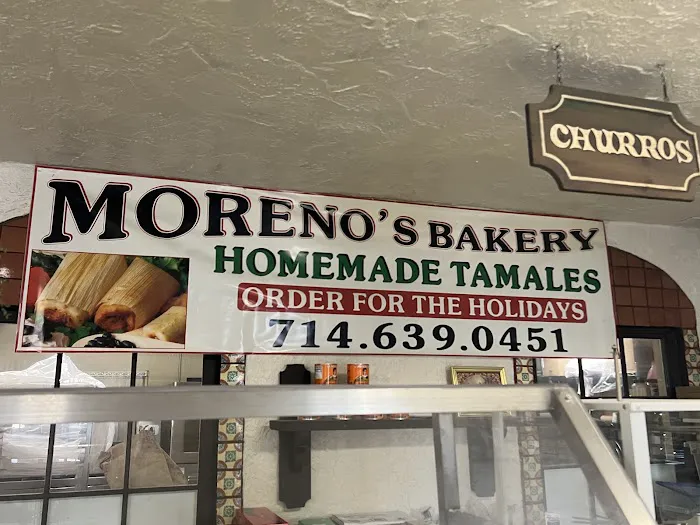 CHURROS
MORENO'S BAKERY
HOMEMADE TAMALES
ORDER FOR THE HOLIDAYS
714.639.0451